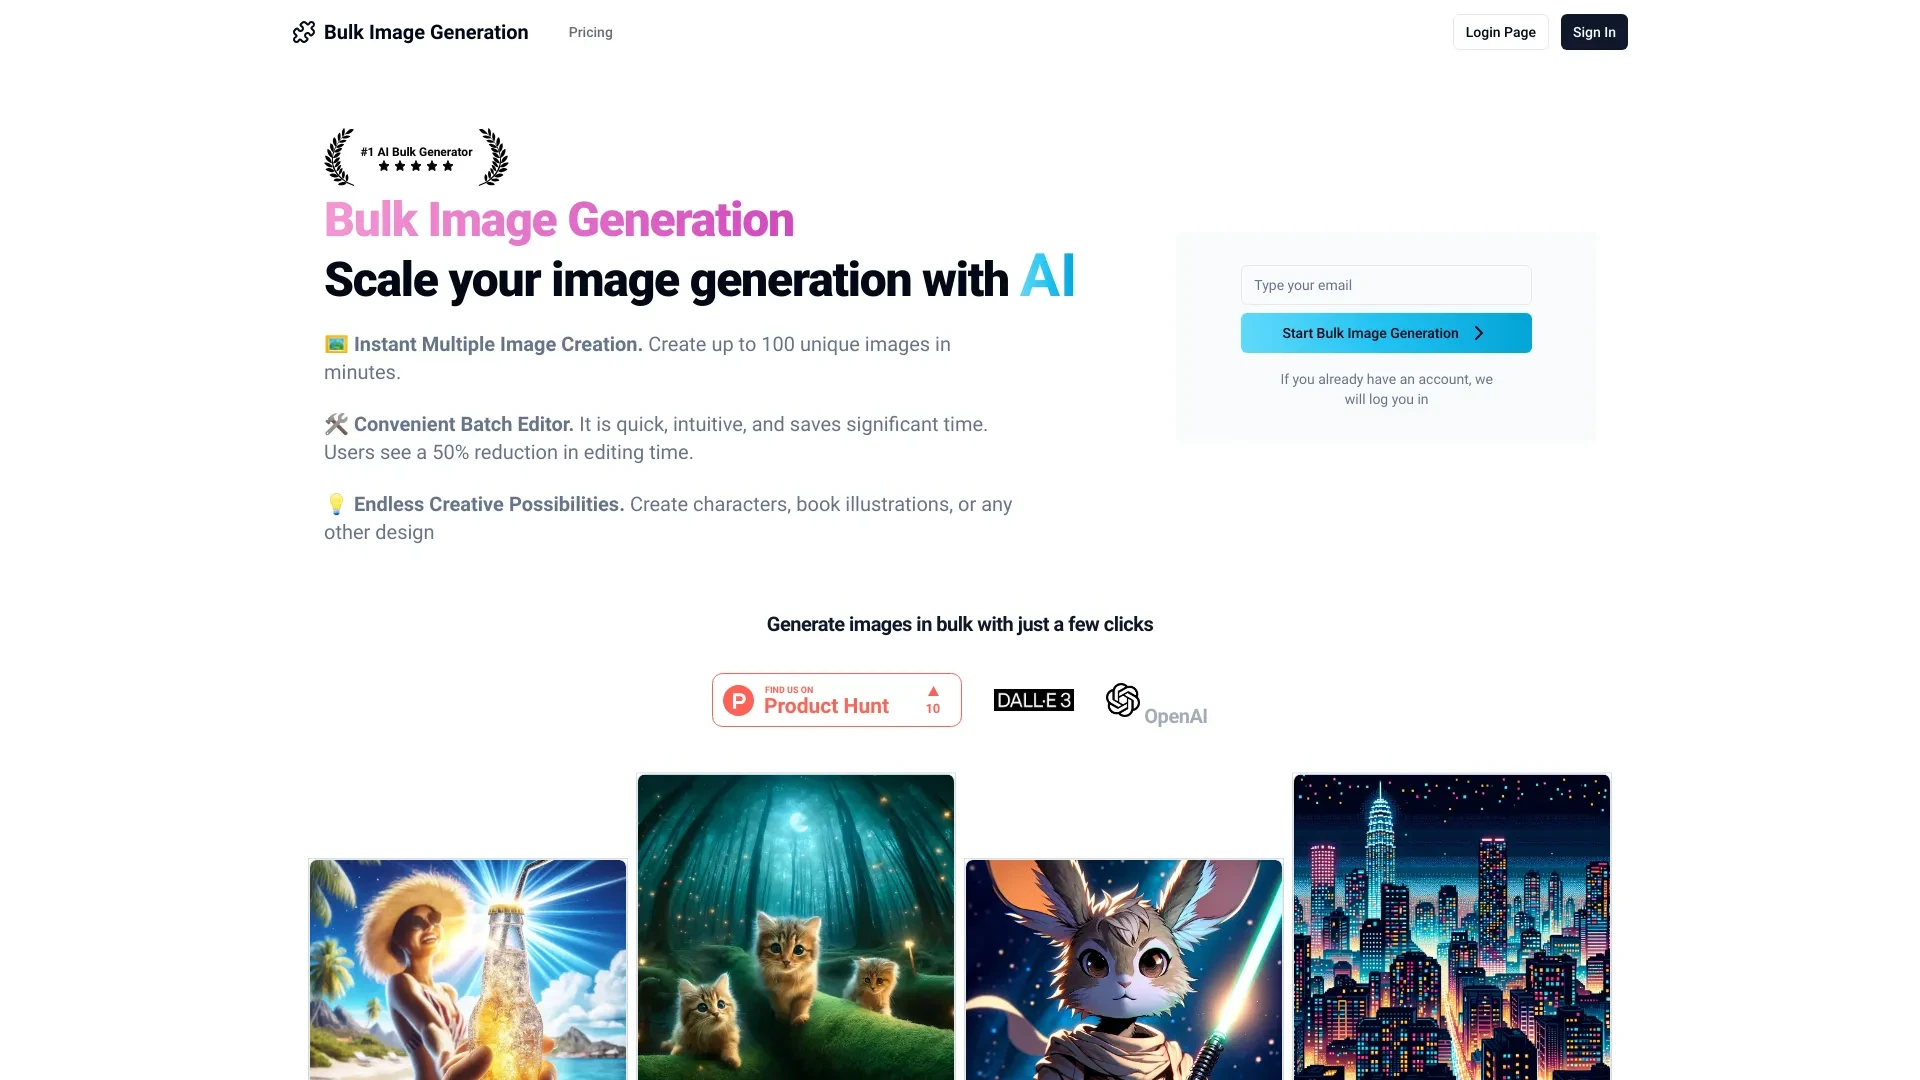 Bulk Image Generation
Pricing
Login Page
Sign In
#1 AI Bulk Generator
Bulk Image Generation
Scale your image generation with AI
Instant Multiple Image Creation. Create up to 100 unique images in
minutes.
Convenient Batch Editor. It is quick, intuitive, and saves significant time.
Users see a 50% reduction in editing time.
Endless Creative Possibilities. Create characters, book illustrations, or any
other design
Type your email
Start Bulk Image Generation
If you already have an account, we
will log you in
Generate images in bulk with just a few clicks
P
FIND US ON
Product Hunt
10
DALL·E 3
OpenAI